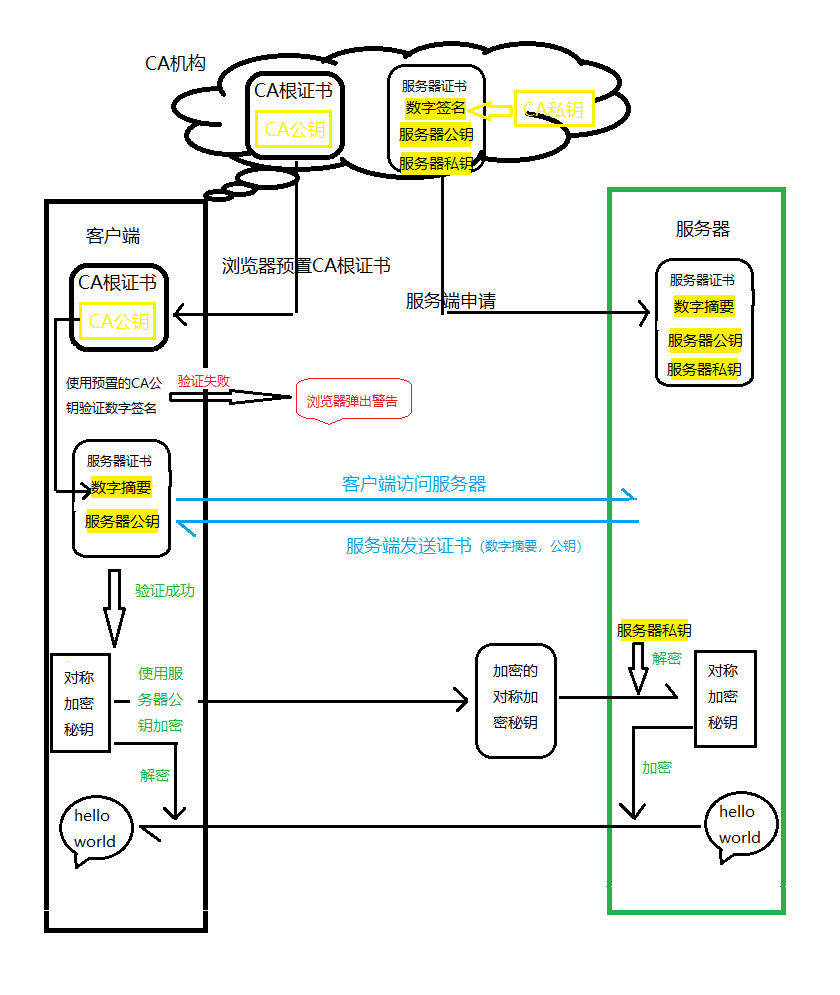 CA机构
CA根证书
CA公钥
服务器证书
数字签名
服务器公钥
服务器私钥
CA私钥
客户端
服务器
浏览器预置CA根证书
服务端申请
CA根证书
CA公钥
服务器证书
数字摘要
服务器公钥
服务器私钥
使用预置的CA公
钥验证数字签名
验证失败
浏览器弹出警告
服务器证书
数字摘要
服务器公钥
客户端访问服务器
服务端发送证书（数字摘要，公钥）
验证成功
对称
加密
秘钥
使用服
务器公
钥加密
加密的
对称加
密秘钥
服务器私钥
解密
对称
加密
秘钥
解密
加密
hello
world
hello
world